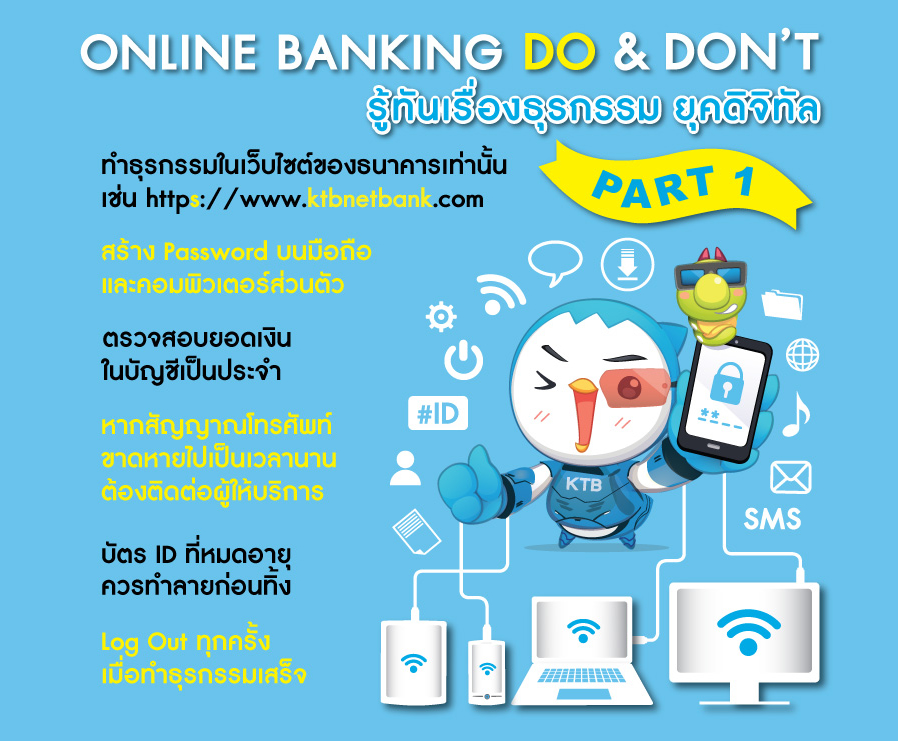 ONLINE BANKING DO & DON'T
รู้ทันเรื่องธุรกรรม ยุคดิจิทัล
PART 1
ทำธุรกรรมในเว็บไซต์ของธนาคารเท่านั้น
เช่น https://www.ktbnetbank.com
สร้าง Password บนมือถือ
และคอมพิวเตอร์ส่วนตัว
ตรวจสอบยอดเงิน
ในบัญชีเป็นประจำ
หากสัญญาณโทรศัพท์
ขาดหายไปเป็นเวลานาน
ต้องติดต่อผู้ให้บริการ
บัตร ID ที่หมดอายุ
ควรทำลายก่อนทิ้ง
Log Out ทุกครั้ง
เมื่อทำธุรกรรมเสร็จ
#ID
**_ _ _
KTB
SMS